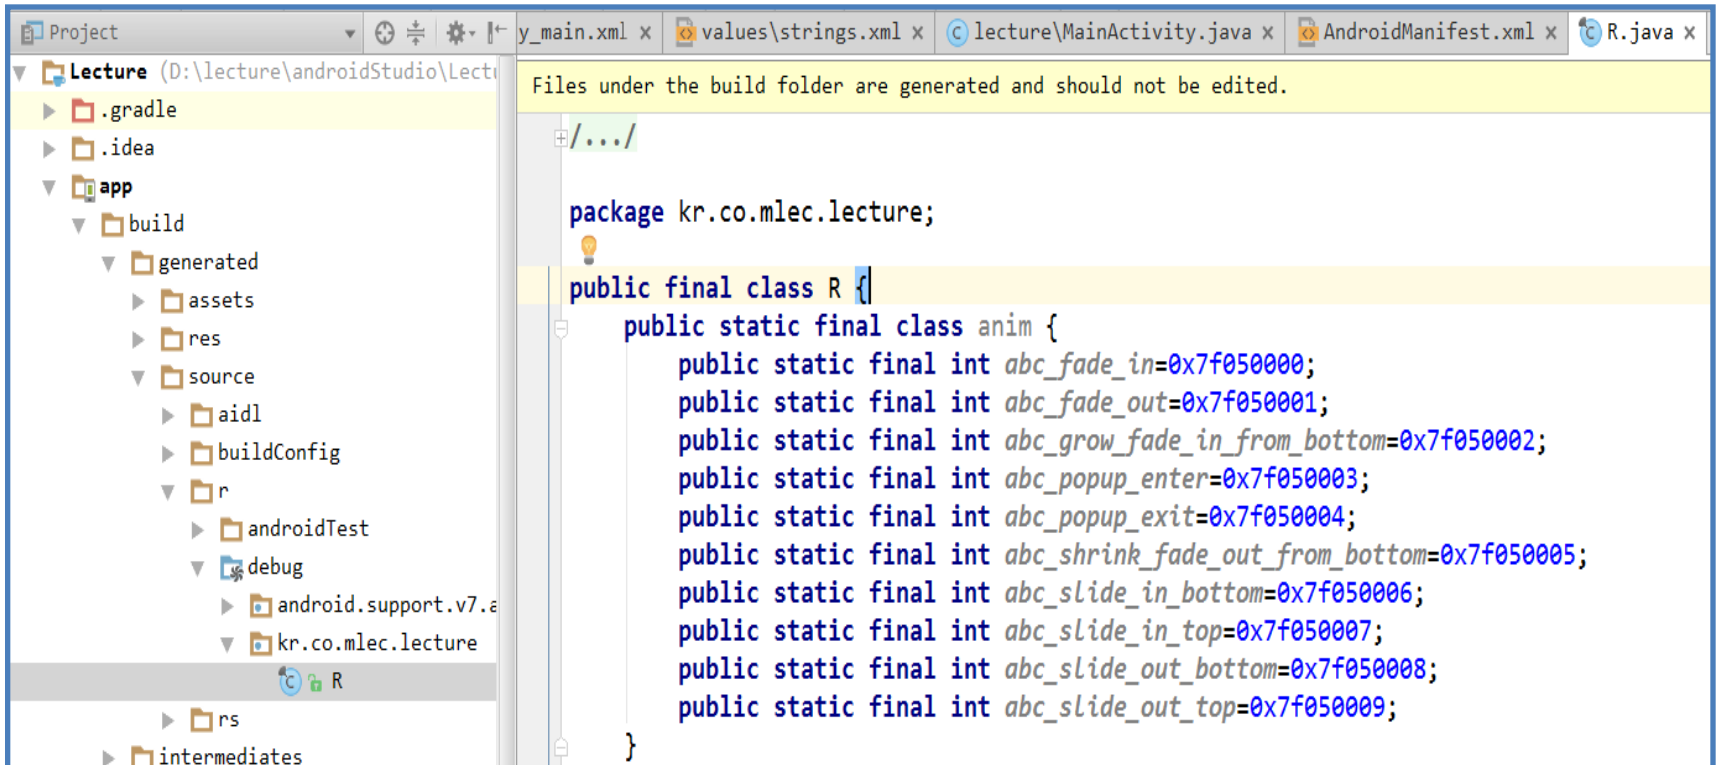 Project
y_main.xml
values\strings.xml
lecture\MainActivity.java
AndroidManifest.xml
R.java
Lecture (D:\lecture\androidStudio\Lectu
.gradle
.idea
app
build
generated
assets
res
source
aidl
buildConfig
r
androidTest
debug
android.support.v7.a
kr.co.mlec.lecture
R
rs
intermediates
Files under the build folder are generated and should not be edited.
/.../
package kr.co.mlec.lecture;
public final class R {
public static final class anim {
public static final int abc_fade_in=0x7f050000;
public static final int abc_fade_out=0x7f050001;
public static final int abc_grow_fade_in_from_bottom=0x7f050002;
public static final int abc_popup_enter=0x7f050003;
public static final int abc_popup_exit=0x7f050004;
public static final int abc_shrink_fade_out_from_bottom=0x7f050005;
public static final int abc_slide_in_bottom=0x7f050006;
public static final int abc_slide_in_top=0x7f050007;
public static final int abc_slide_out_bottom=0x7f050008;
public static final int abc_slide_out_top=0x7f050009;
}